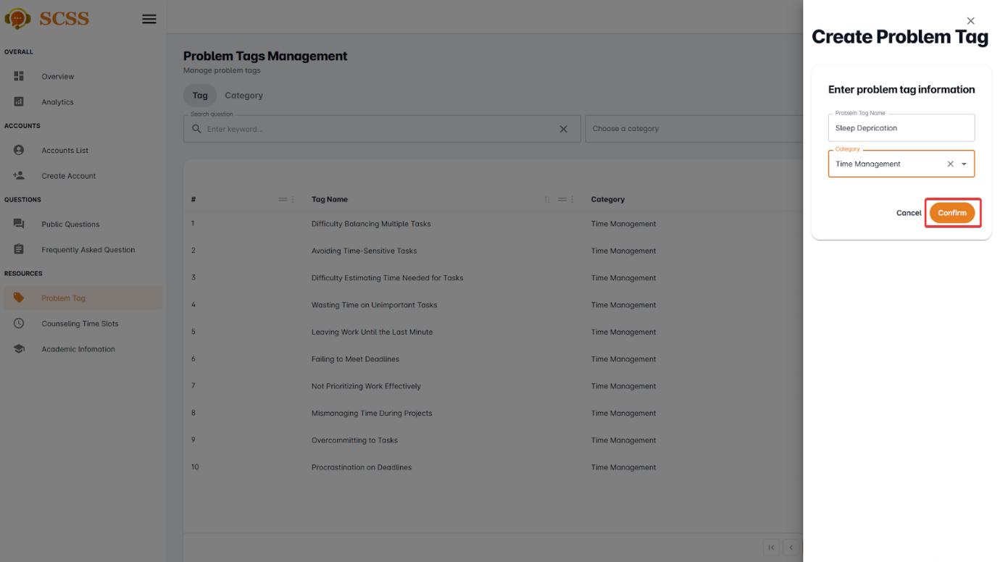 SCSS
OVERALL
Overview
Analytics
ACCOUNTS
Accounts List
Create Account
QUESTIONS
Public Questions
Frequently Asked Question
RESOURCES
Problem Tag
Counseling Time Slots
Academic Infomation
Problem Tags Management
Manage problem tags
Tag Category
Search question
Enter keyword... Choose a category
# Tag Name Category
1 Difficulty Balancing Multiple Tasks Time Management
2 Avoiding Time-Sensitive Tasks Time Management
3 Difficulty Estimating Time Needed for Tasks Time Management
4 Wasting Time on Unimportant Tasks Time Management
5 Leaving Work Until the Last Minute Time Management
6 Failing to Meet Deadlines Time Management
7 Not Prioritizing Work Effectively Time Management
8 Mismanaging Time During Projects Time Management
9 Overcommitting to Tasks Time Management
10 Procrastination on Deadlines Time Management
Create Problem Tag
Enter problem tag information
Problem Tag Name
Sleep Deprication
Category
Time Management
Cancel Confirm